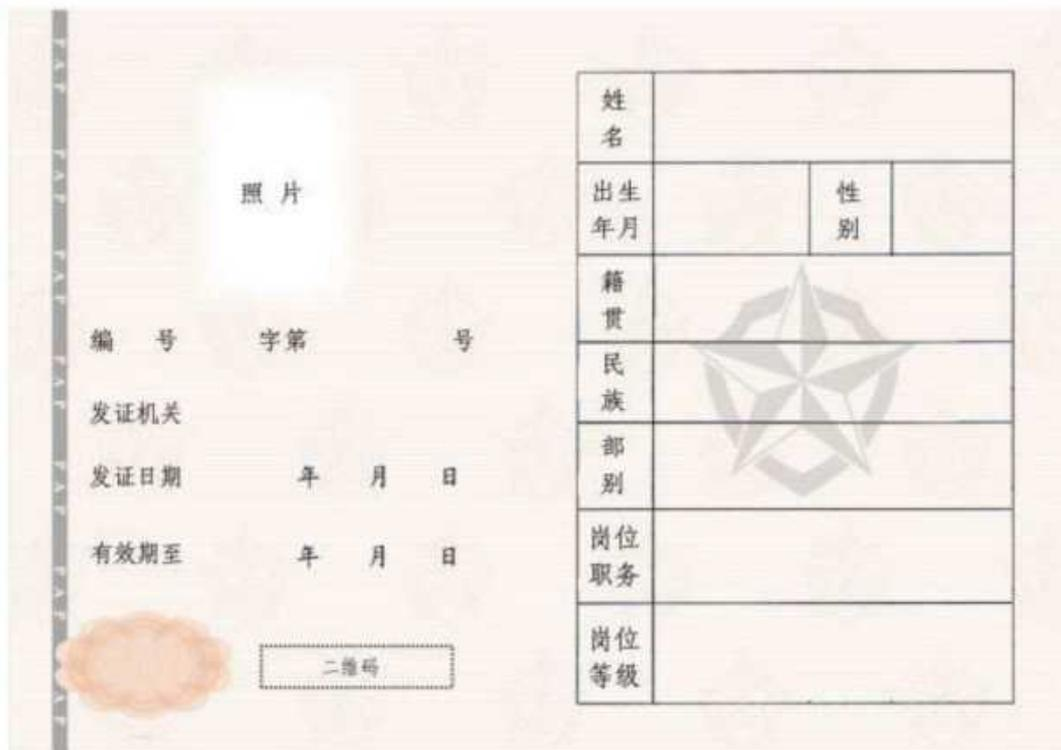 照 片
编 号 字第 号
发证机关
发证日期 年 月 日
有效期至 年 月 日
二维码
姓
名
出生
年月
性
别
籍
贯
民
族
部
别
岗位
职务
岗位
等级